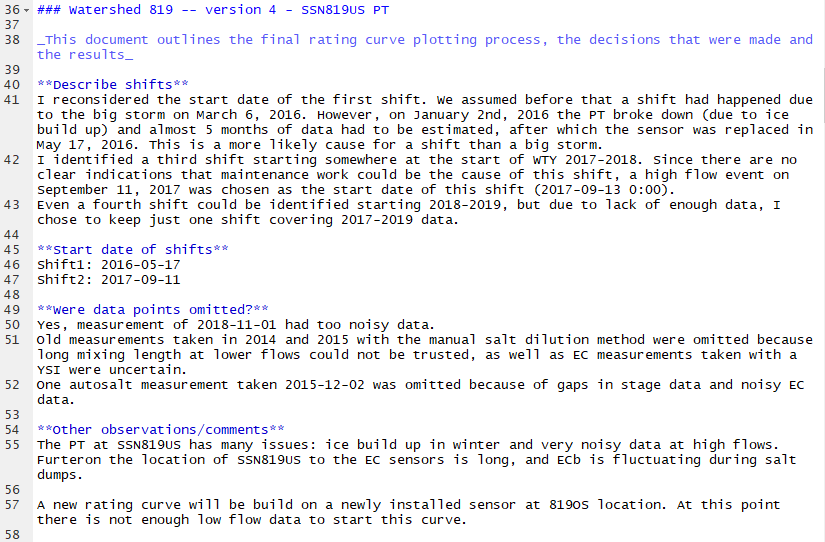 36 ### Watershed 819 -- version 4 - SSN819US PT
37
38 _This document outlines the final rating curve plotting process, the decisions that were made and
the results_
39
40 **Describe shifts**
41 I reconsidered the start date of the first shift. We assumed before that a shift had happened due
to the big storm on March 6, 2016. However, on January 2nd, 2016 the PT broke down (due to ice
build up) and almost 5 months of data had to be estimated, after which the sensor was replaced in
May 17, 2016. This is a more likely cause for a shift than a big storm.
42 I identified a third shift starting somewhere at the start of WTY 2017-2018. Since there are no
clear indications that maintenance work could be the cause of this shift, a high flow event on
September 11, 2017 was chosen as the start date of this shift (2017-09-13 0:00).
43 Even a fourth shift could be identified starting 2018-2019, but due to lack of enough data, I
chose to keep just one shift covering 2017-2019 data.
44
45 **Start date of shifts**
46 Shift1: 2016-05-17
47 Shift2: 2017-09-11
48
49 **Were data points omitted?**
50 Yes, measurement of 2018-11-01 had too noisy data.
51 Old measurements taken in 2014 and 2015 with the manual salt dilution method were omitted because
long mixing length at lower flows could not be trusted, as well as EC measurements taken with a
YSI were uncertain.
52 One autosalt measurement taken 2015-12-02 was omitted because of gaps in stage data and noisy EC
data.
53
54 **Other observations/comments**
55 The PT at SSN819US has many issues: ice build up in winter and very noisy data at high flows.
Furteron the location of SSN819US to the EC sensors is long, and ECb is fluctuating during salt
dumps.
56
57 A new rating curve will be build on a newly installed sensor at 819OS location. At this point
there is not enough low flow data to start this curve.
58